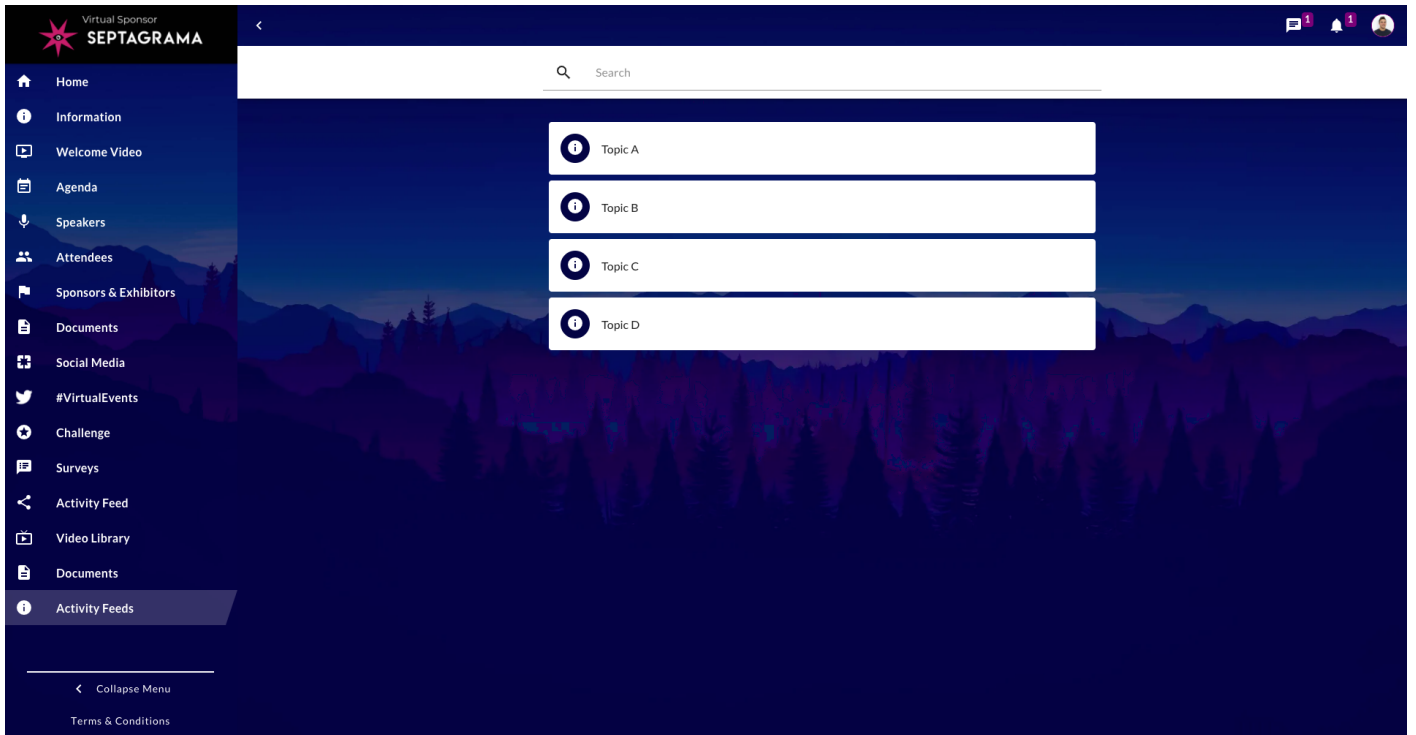 Virtual Sponsor
SEPTAGRAMA
Home
Information
Welcome Video
Agenda
Speakers
Attendees
Sponsors & Exhibitors
Documents
Social Media
#VirtualEvents
Challenge
Surveys
Activity Feed
Video Library
Documents
Activity Feeds
Collapse Menu
Terms & Conditions
1
1
Search
Topic A
Topic B
Topic C
Topic D